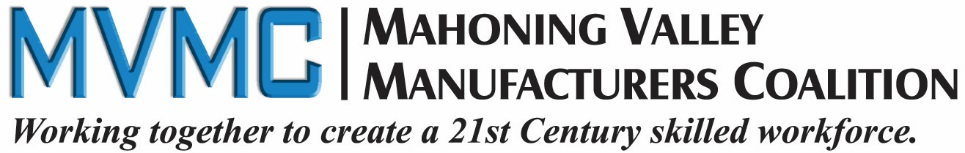 MVMC
MAHONING VALLEY
MANUFACTURERS COALITION
Working together to create a 21st Century skilled workforce.